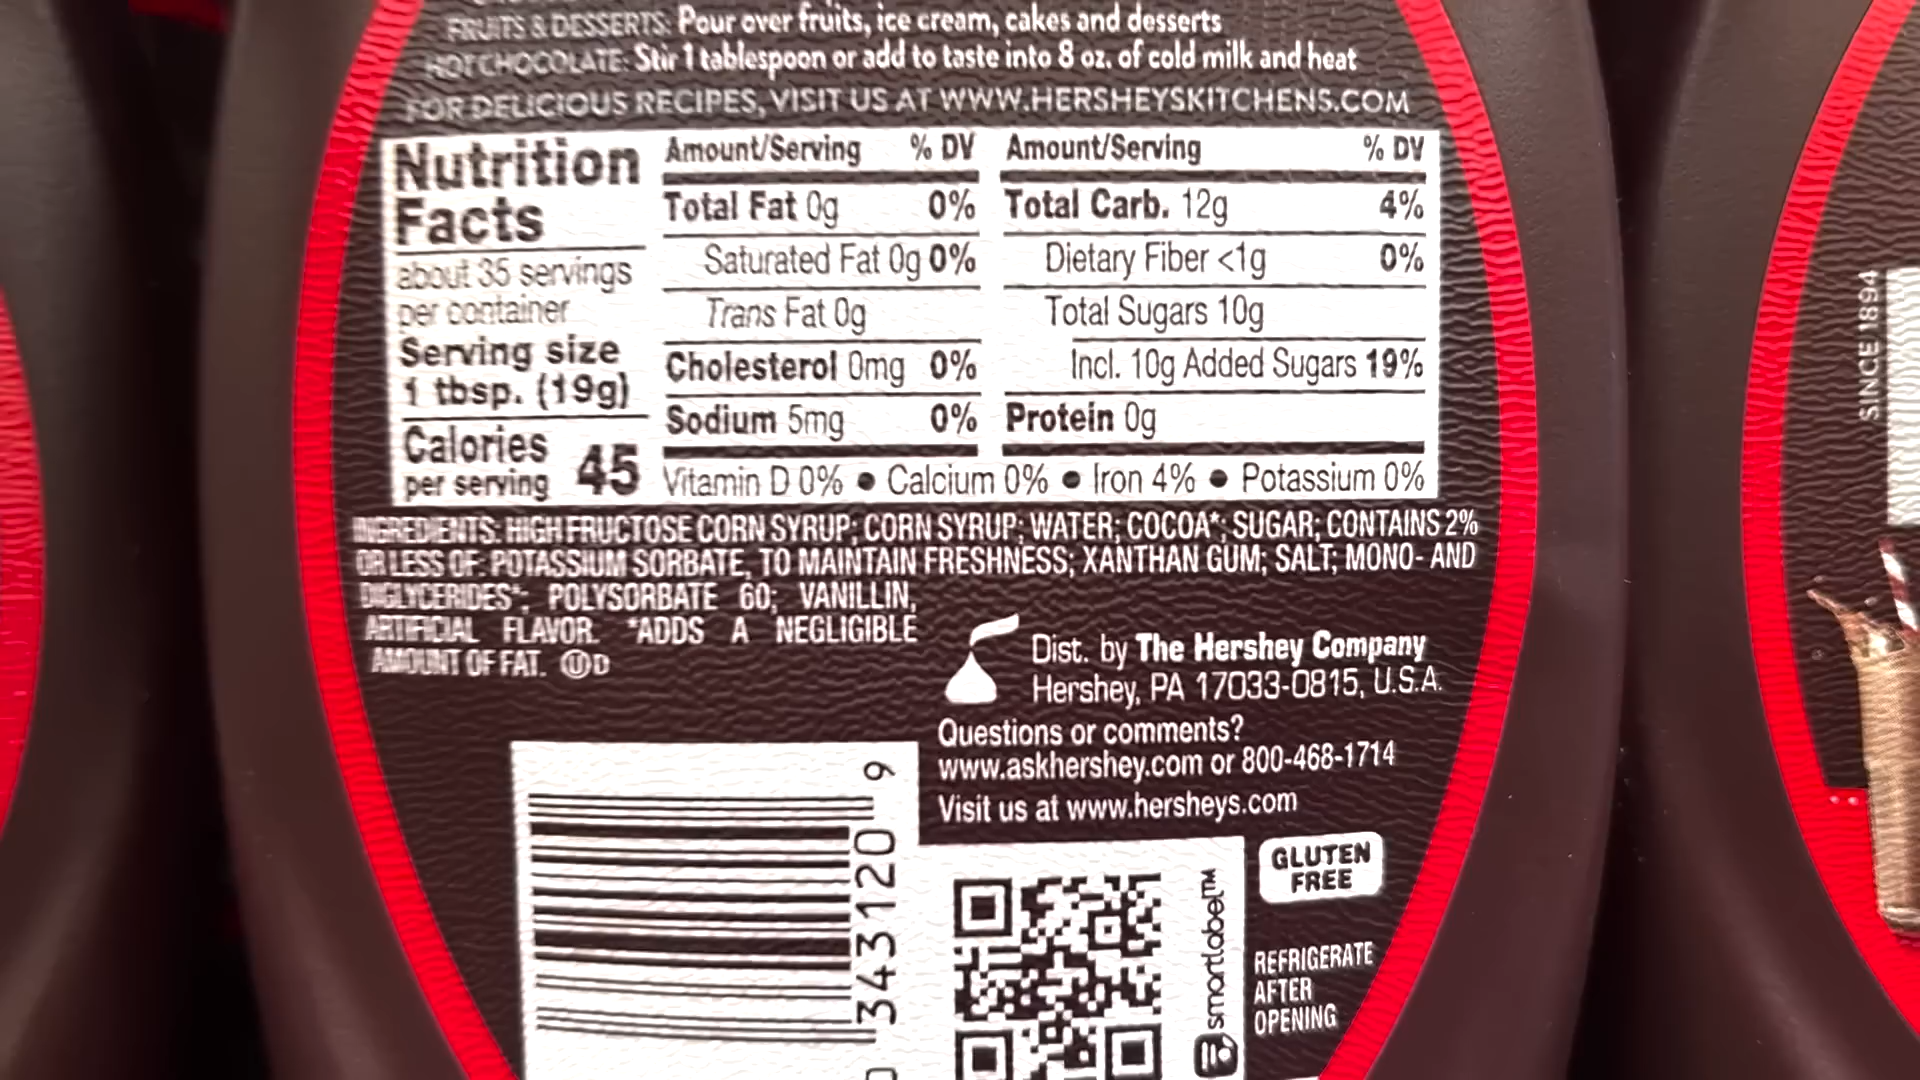 FRUITS & DESSERTS: Pour over fruits, ice cream, cakes and desserts
HOT CHOCOLATE: Stir 1 tablespoon or add to taste into 8 oz. of cold milk and heat
FOR DELICIOUS RECIPES, VISIT US AT WWW.HERSHEYSKITCHENS.COM
Nutrition
Facts
about 35 servings
per container
Serving size
1 tbsp. (19g)
Calories
per serving 45
Amount/Serving % DV
Total Fat 0g 0%
Saturated Fat 0g 0%
Trans Fat 0g
Cholesterol 0mg 0%
Sodium 5mg 0%
Amount/Serving % DV
Total Carb. 12g 4%
Dietary Fiber <1g 0%
Total Sugars 10g
Incl. 10g Added Sugars 19%
Protein 0g
Vitamin D 0% • Calcium 0% • Iron 4% • Potassium 0%
INGREDIENTS: HIGH FRUCTOSE CORN SYRUP; CORN SYRUP; WATER; COCOA*; SUGAR; CONTAINS 2%
OR LESS OF: POTASSIUM SORBATE, TO MAINTAIN FRESHNESS; XANTHAN GUM; SALT; MONO- AND
DIGLYCERIDES*; POLYSORBATE 60; VANILLIN,
ARTIFICIAL FLAVOR. *ADDS A NEGLIGIBLE
AMOUNT OF FAT. ⓊD
Dist. by The Hershey Company
Hershey, PA 17033-0815, U.S.A.
Questions or comments?
www.askhershey.com or 800-468-1714
Visit us at www.hersheys.com
343120 9
smartlabel™
GLUTEN
FREE
REFRIGERATE
AFTER
OPENING
SINCE 1894